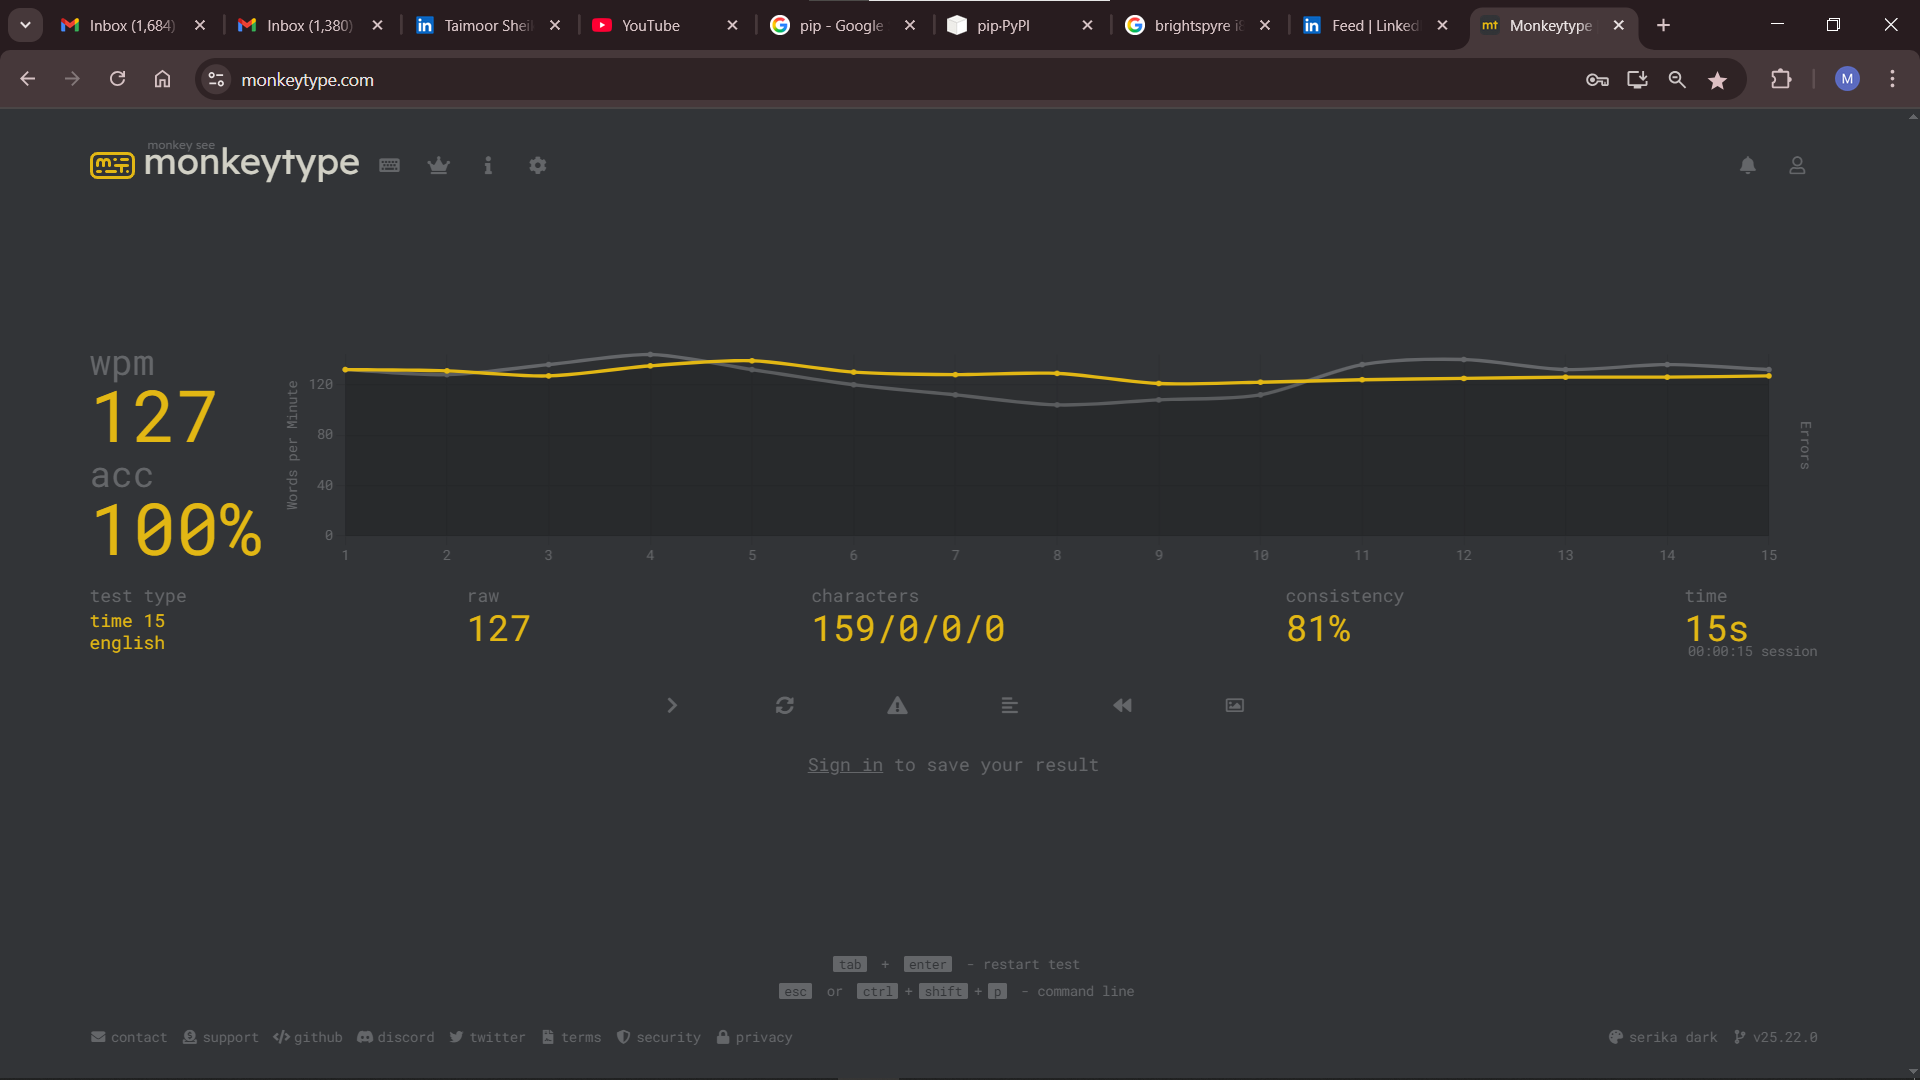 Inbox (1,684)
Inbox (1,380)
in
Taimoor Shei
YouTube
pip - Google
pip·PyPI
brightspyre i
in
Feed | Linked
mt
Monkeytype
monkeytype.com
M
monkey see
mt
monkeytype
wpm
127
acc
100%
Words per Minute
120
80
40
0
1 2 3 4 5 6 7 8 9 10 11 12 13 14 15
Errors
test type
time 15
english
raw
127
characters
159/0/0/0
consistency
81%
time
15s
00:00:15 session
Sign in to save your result
tab + enter - restart test
esc or ctrl + shift + p - command line
contact support github discord twitter terms security privacy
serika dark v25.22.0